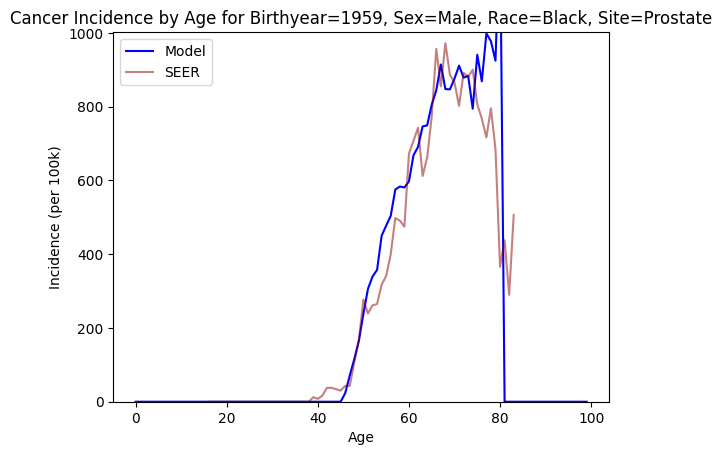 Cancer Incidence by Age for Birthyear=1959, Sex=Male, Race=Black, Site=Prostate
Model
SEER
1000
800
600
400
200
0
Incidence (per 100k)
0 20 40 60 80 100
Age